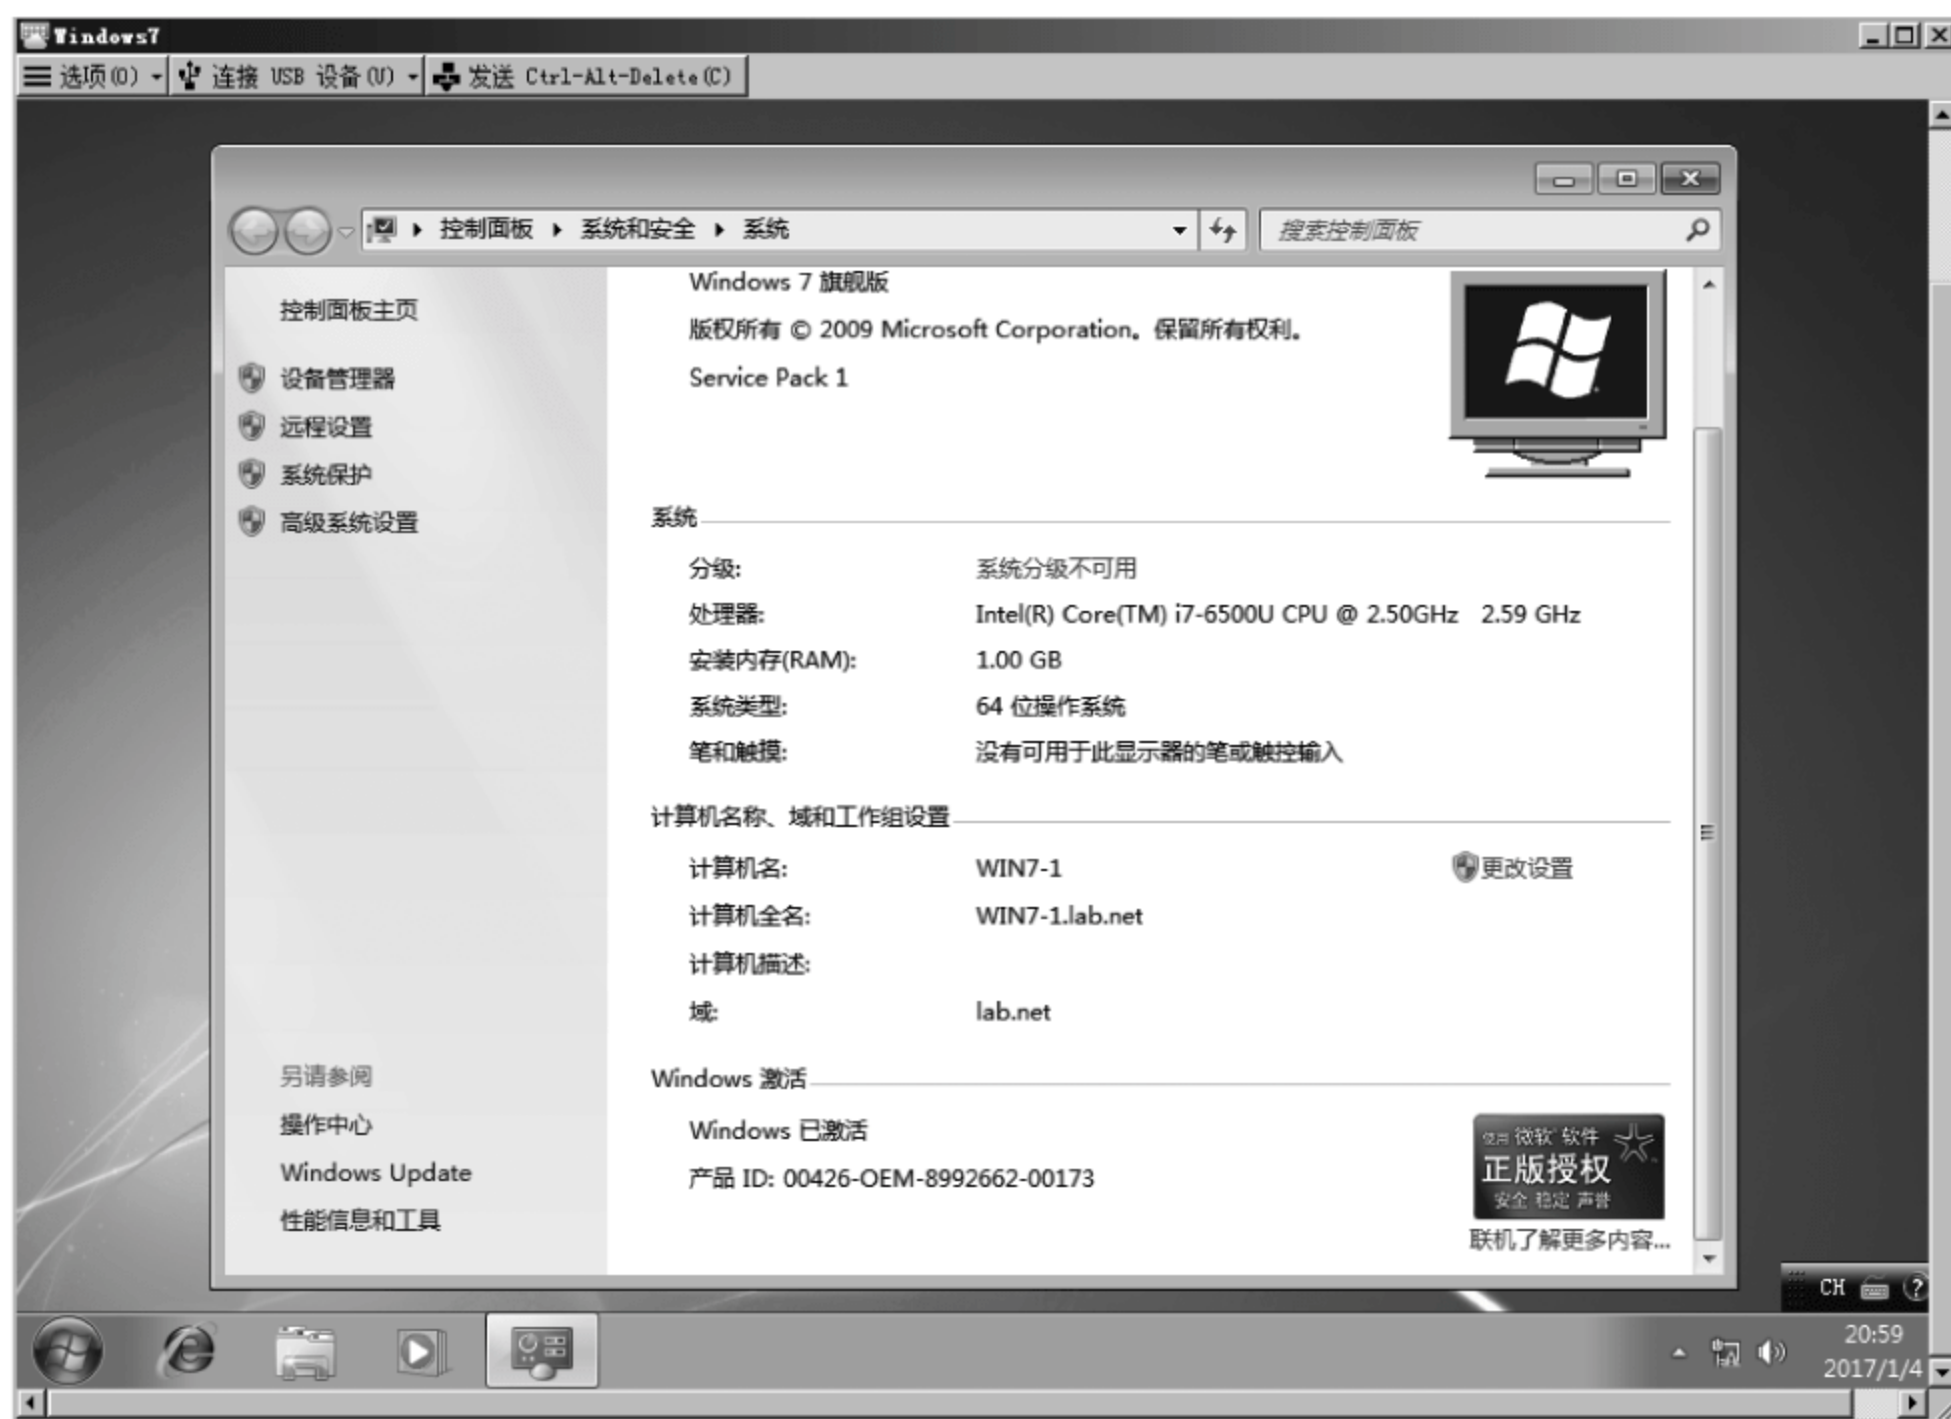 Windows7
选项(O) 连接 USB 设备(U) 发送 Ctrl-Alt-Delete(C)
控制面板 系统和安全 系统 搜索控制面板
控制面板主页
设备管理器
远程设置
系统保护
高级系统设置
另请参阅
操作中心
Windows Update
性能信息和工具
Windows 7 旗舰版
版权所有 © 2009 Microsoft Corporation。保留所有权利。
Service Pack 1
系统
分级: 系统分级不可用
处理器: Intel(R) Core(TM) i7-6500U CPU @ 2.50GHz 2.59 GHz
安装内存(RAM): 1.00 GB
系统类型: 64 位操作系统
笔和触摸: 没有可用于此显示器的笔或触控输入
计算机名称、域和工作组设置
计算机名: WIN7-1 更改设置
计算机全名: WIN7-1.lab.net
计算机描述:
域: lab.net
Windows 激活
Windows 已激活
产品 ID: 00426-OEM-8992662-00173
使用 微软 软件
正版授权
安全 稳定 声誉
联机了解更多内容...
CH
20:59
2017/1/4